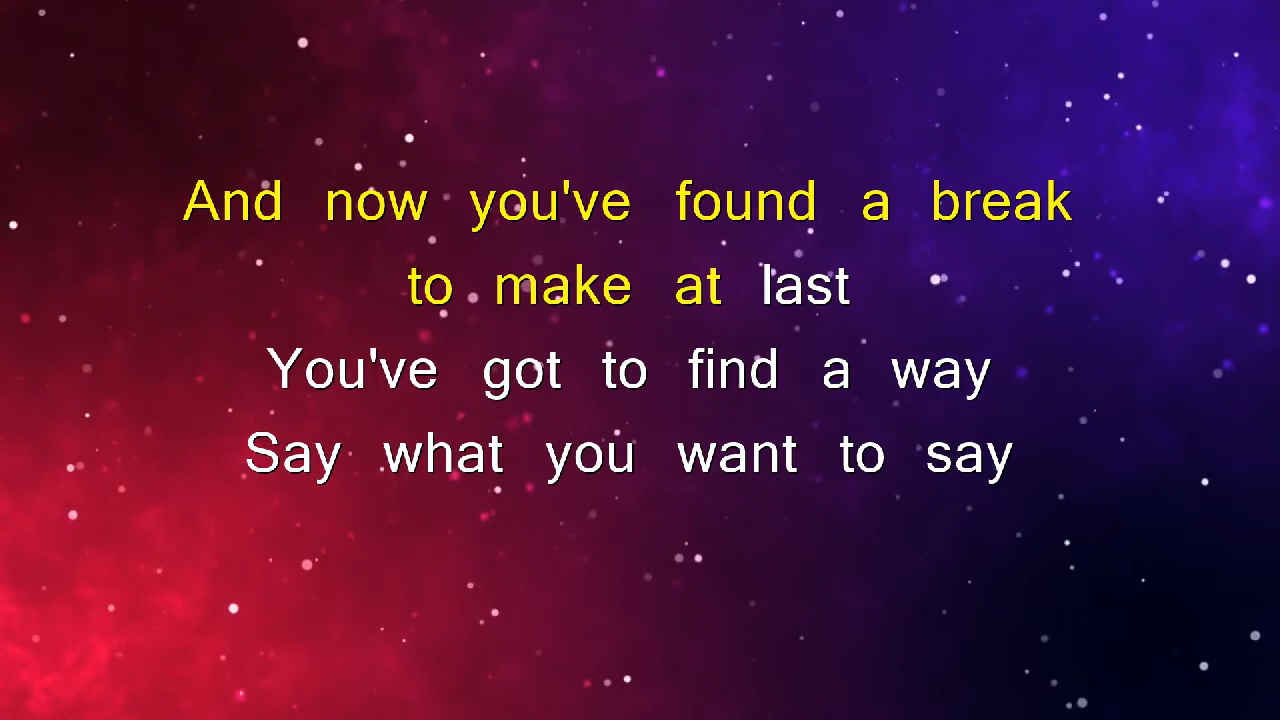 And now you've found a break
to make at last
You've got to find a way
Say what you want to say